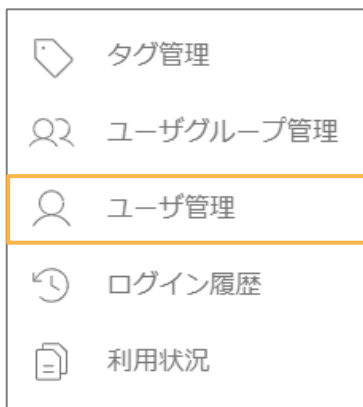 タグ管理
ユーザグループ管理
ユーザ管理
ログイン履歴
利用状況